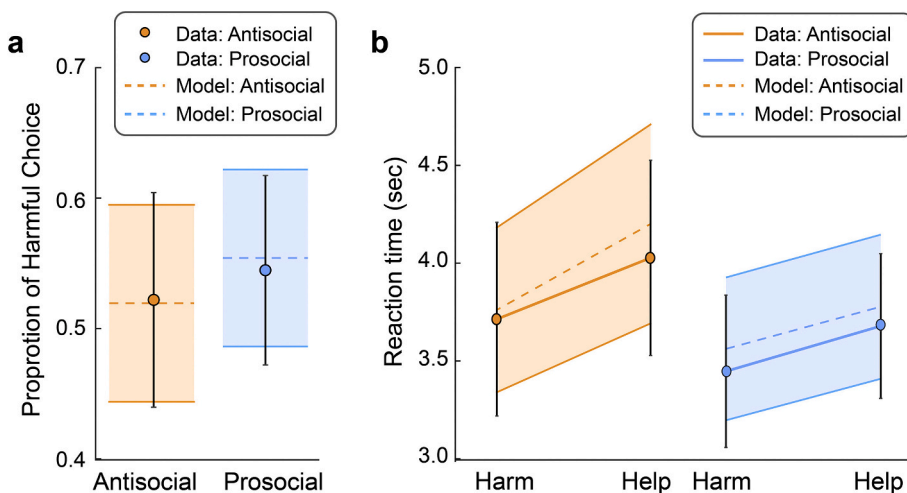 a
Data: Antisocial
Data: Prosocial
Model: Antisocial
Model: Prosocial
Proprotion of Harmful Choice
0.7
0.6
0.5
0.4
Antisocial Prosocial
b
Data: Antisocial
Data: Prosocial
Model: Antisocial
Model: Prosocial
Reaction time (sec)
5.0
4.5
4.0
3.5
3.0
Harm Help Harm Help